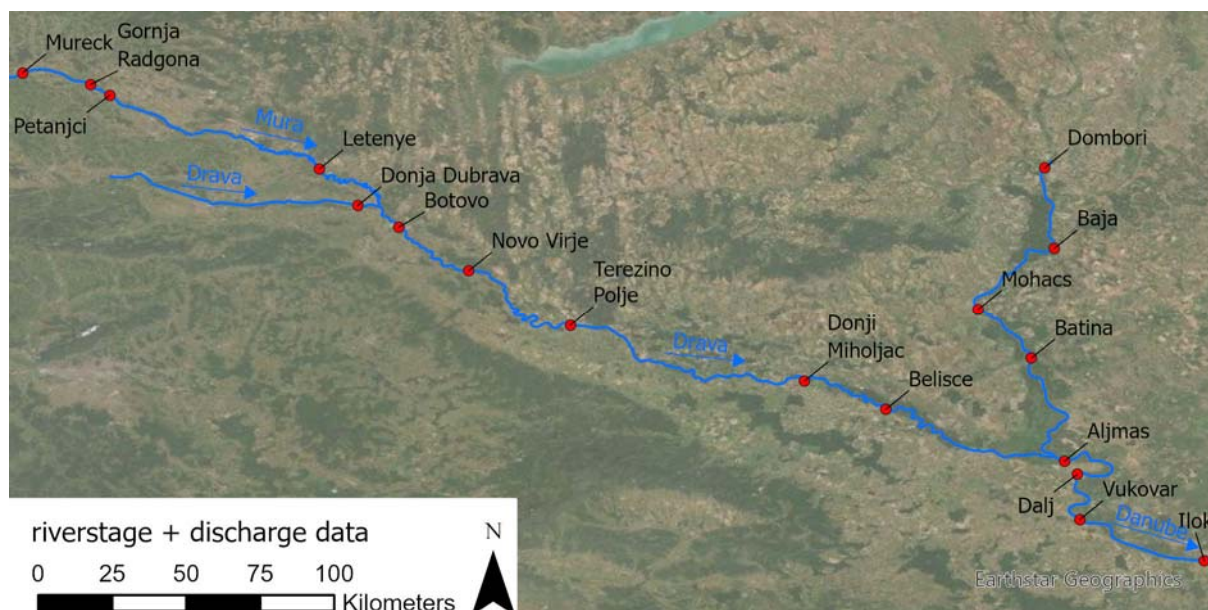 Mureck
Gornja
Radgona
Petanjci
Mura
Letenye
Drava
Donja Dubrava
Botovo
Novo Virje
Terezino
Polje
Drava
Donji
Miholjac
Belisce
Dombori
Baja
Mohacs
Batina
Aljmas
Dalj
Vukovar
Danube
Ilok
riverstage + discharge data
N
0 25 50 75 100
Kilometers
Earthstar Geographics